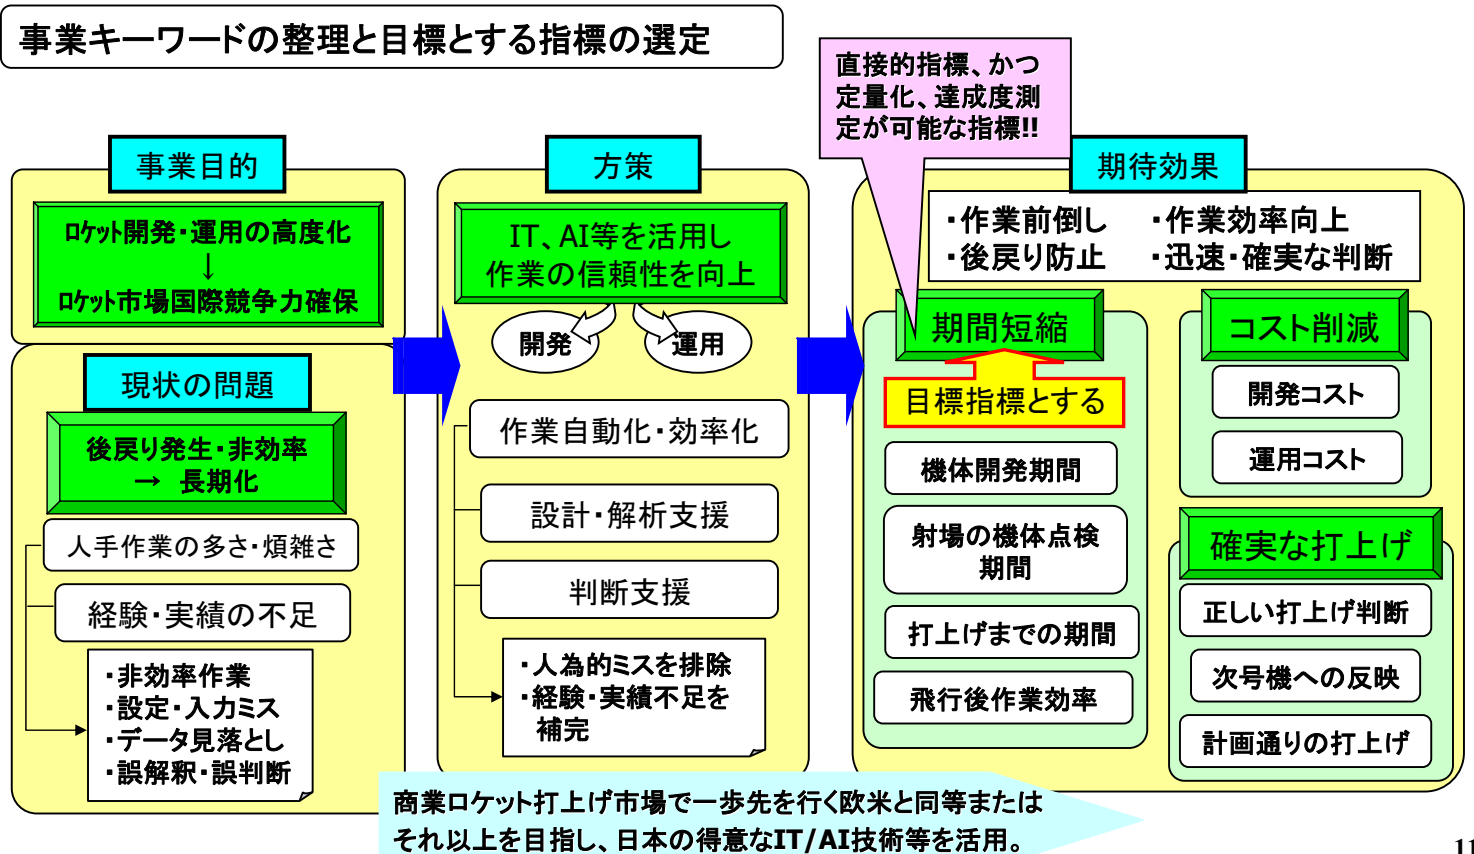 事業キーワードの整理と目標とする指標の選定
直接的指標、かつ
定量化、達成度測
定が可能な指標!!
事業目的
ロケット開発・運用の高度化
↓
ロケット市場国際競争力確保
現状の問題
後戻り発生・非効率
→ 長期化
人手作業の多さ・煩雑さ
経験・実績の不足
・非効率作業
・設定・入力ミス
・データ見落とし
・誤解釈・誤判断
方策
IT、AI等を活用し
作業の信頼性を向上
開発
運用
作業自動化・効率化
設計・解析支援
判断支援
・人為的ミスを排除
・経験・実績不足を
補完
期待効果
・作業前倒し ・作業効率向上
・後戻り防止 ・迅速・確実な判断
期間短縮
目標指標とする
機体開発期間
射場の機体点検
期間
打上げまでの期間
飛行後作業効率
コスト削減
開発コスト
運用コスト
確実な打上げ
正しい打上げ判断
次号機への反映
計画通りの打上げ
商業ロケット打上げ市場で一歩先を行く欧米と同等または
それ以上を目指し、日本の得意なIT/AI技術等を活用。
11